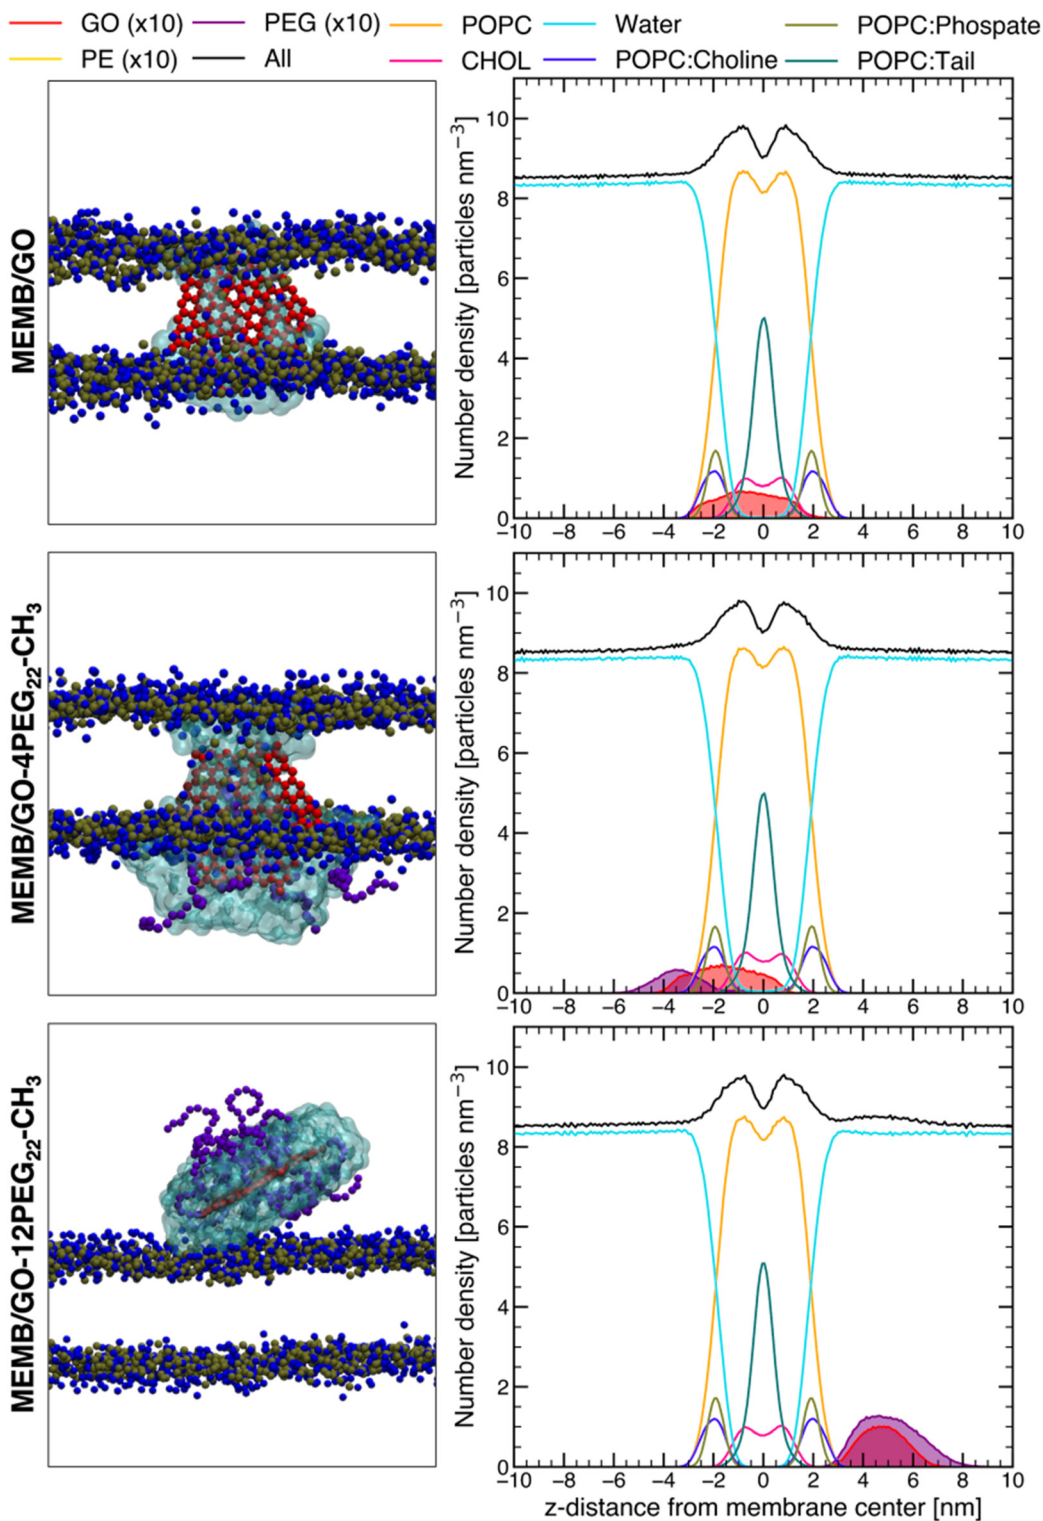 GO (x10) PEG (x10) POPC Water POPC:Phospate
PE (x10) All CHOL POPC:Choline POPC:Tail
MEMB/GO
Number density [particles nm⁻³]
10
8
6
4
2
0
−10 −8 −6 −4 −2 0 2 4 6 8 10
MEMB/GO-4PEG₂₂-CH₃
Number density [particles nm⁻³]
10
8
6
4
2
0
−10 −8 −6 −4 −2 0 2 4 6 8 10
MEMB/GO-12PEG₂₂-CH₃
Number density [particles nm⁻³]
10
8
6
4
2
0
−10 −8 −6 −4 −2 0 2 4 6 8 10
z-distance from membrane center [nm]